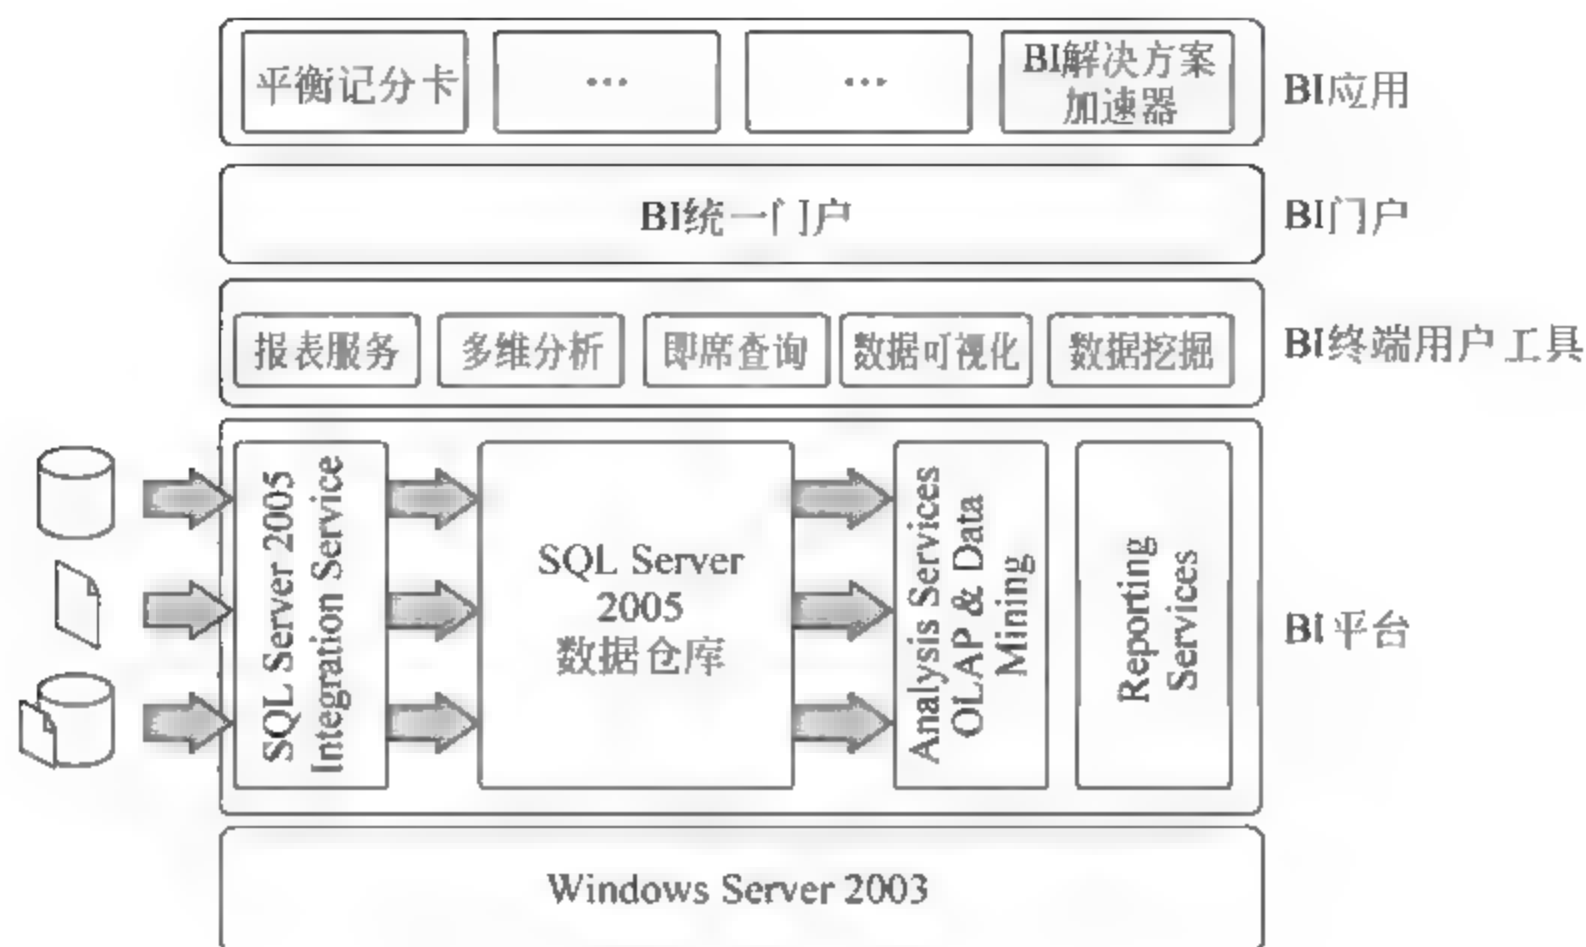 平衡记分卡
...
...
BI解决方案
加速器
BI应用
BI统一门户
BI门户
报表服务
多维分析
即席查询
数据可视化
数据挖掘
BI终端用户工具
SQL Server 2005
Integration Service
SQL Server
2005
数据仓库
Analysis Services
OLAP & Data
Mining
Reporting
Services
BI平台
Windows Server 2003